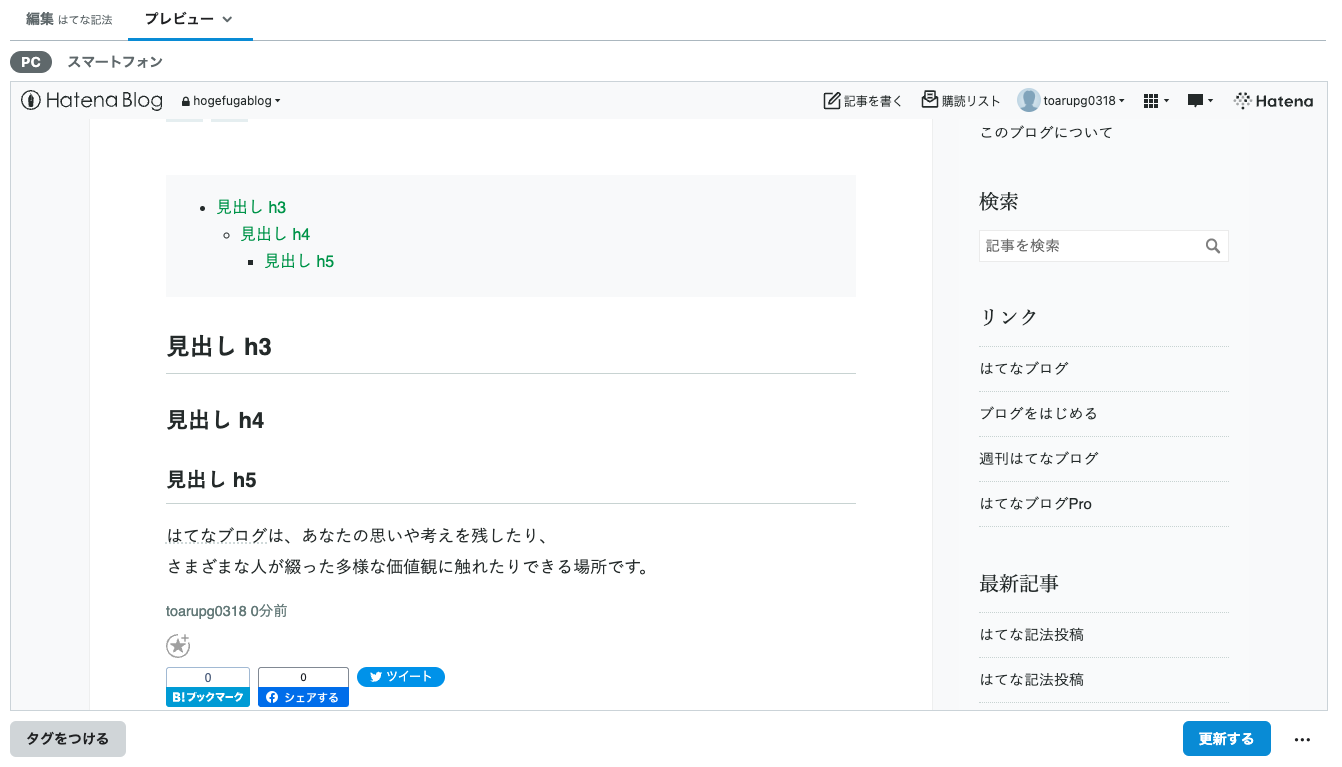 編集 はてな記法 プレビュー
PC スマートフォン
Hatena Blog hogefugablog 記事を書く 購読リスト toarupg0318 Hatena
見出し h3
見出し h4
見出し h5
見出し h3
見出し h4
見出し h5
はてなブログは、あなたの思いや考えを残したり、
さまざまな人が綴った多様な価値観に触れたりできる場所です。
toarupg0318 0分前
0 0 ツイート
B!ブックマーク シェアする
このブログについて
検索
記事を検索
リンク
はてなブログ
ブログをはじめる
週刊はてなブログ
はてなブログPro
最新記事
はてな記法投稿
はてな記法投稿
タグをつける 更新する